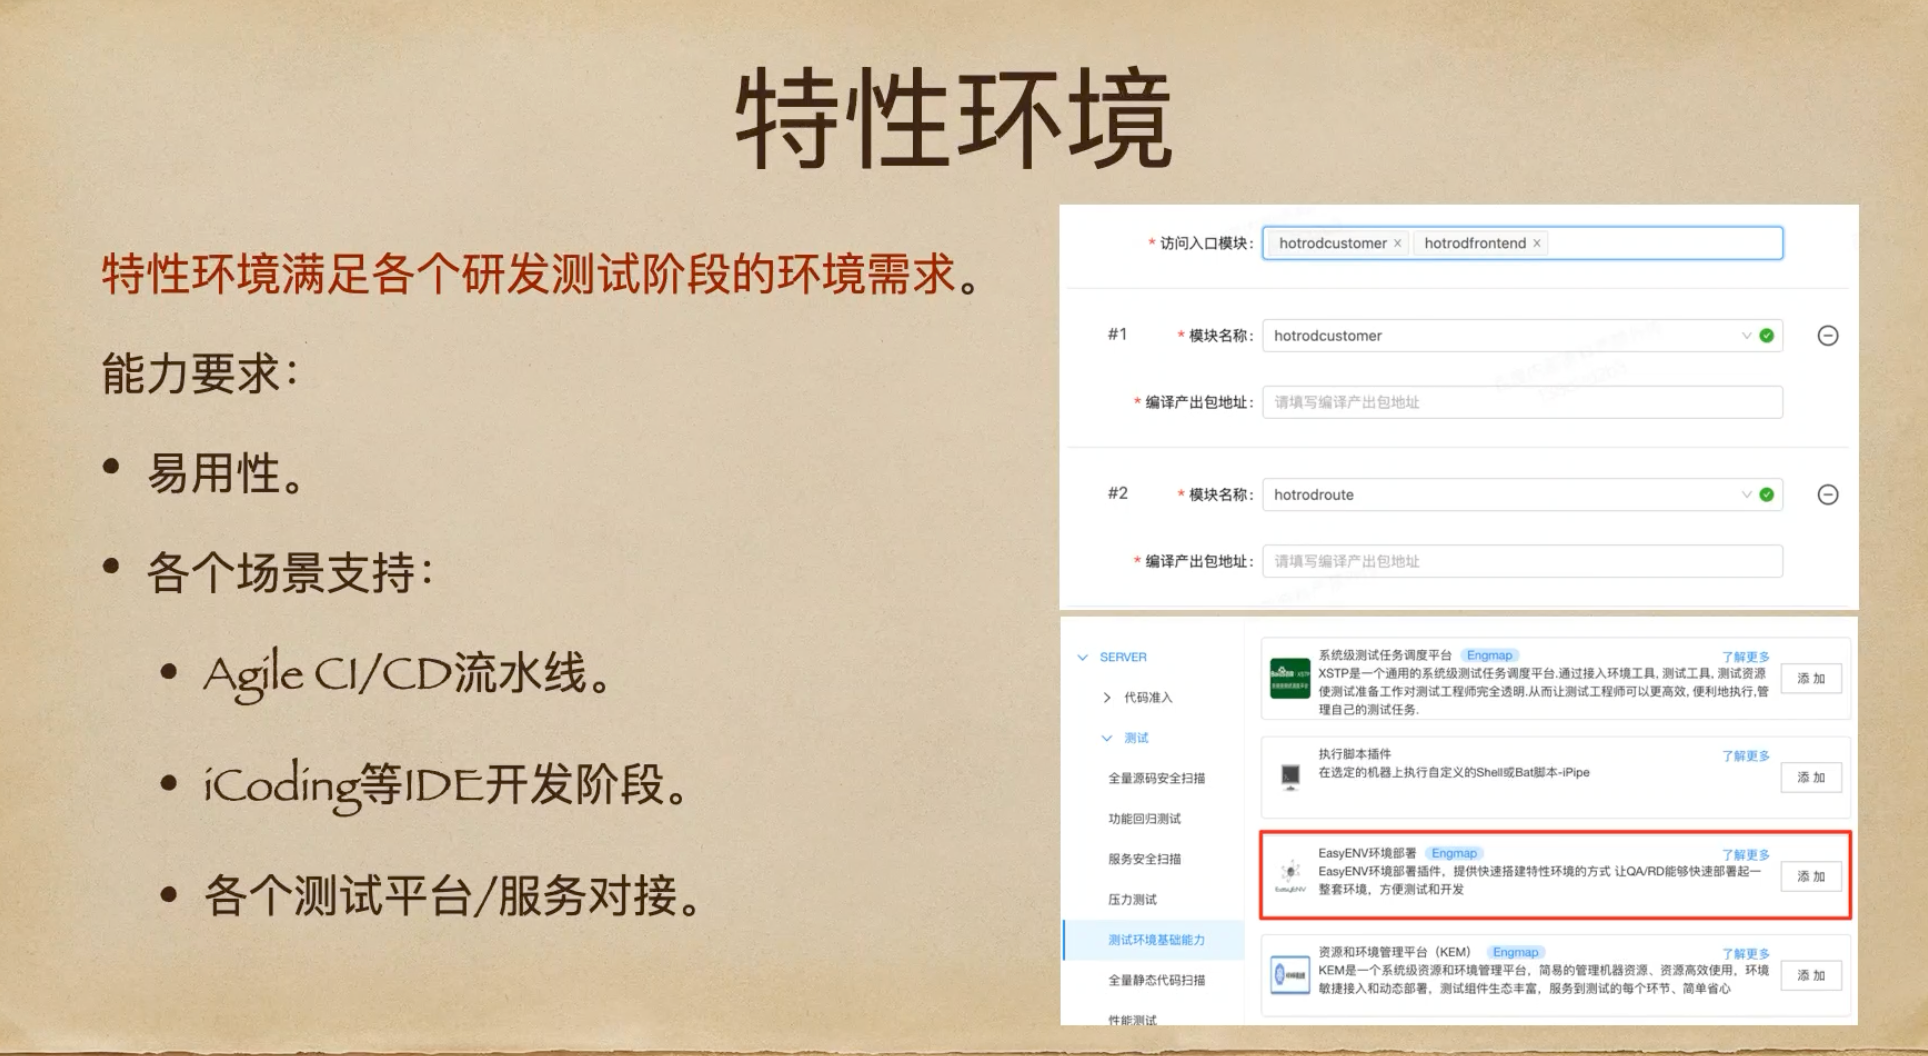 特性环境
特性环境满足各个研发测试阶段的环境需求。
能力要求：
• 易用性。
• 各个场景支持：
• Agile CI/CD流水线。
• iCoding等IDE开发阶段。
• 各个测试平台/服务对接。
* 访问入口模块： hotrodcustomer × hotrodfrontend ×
#1 * 模块名称： hotrodcustomer
* 编译产出包地址： 请填写编译产出包地址
#2 * 模块名称： hotrodroute
* 编译产出包地址： 请填写编译产出包地址
SERVER
代码准入
测试
全量源码安全扫描
功能回归测试
服务安全扫描
压力测试
测试环境基础能力
全量静态代码扫描
性能测试
系统级测试任务调度平台 Engmap 了解更多
XSTP是一个通用的系统级测试任务调度平台.通过接入环境工具, 测试工具, 测试资源
使测试准备工作对测试工程师完全透明.从而让测试工程师可以更高效, 便利地执行,管
理自己的测试任务.
添 加
执行脚本插件 了解更多
在选定的机器上执行自定义的Shell或Bat脚本-iPipe
添 加
EasyENV环境部署 Engmap 了解更多
EasyENV环境部署插件，提供快速搭建特性环境的方式 让QA/RD能够快速部署起一
整套环境，方便测试和开发
添 加
EasyENV
资源和环境管理平台（KEM） Engmap 了解更多
KEM是一个系统级资源和环境管理平台，简易的管理机器资源、资源高效使用，环境
敏捷接入和动态部署，测试组件生态丰富，服务到测试的每个环节、简单省心
添 加